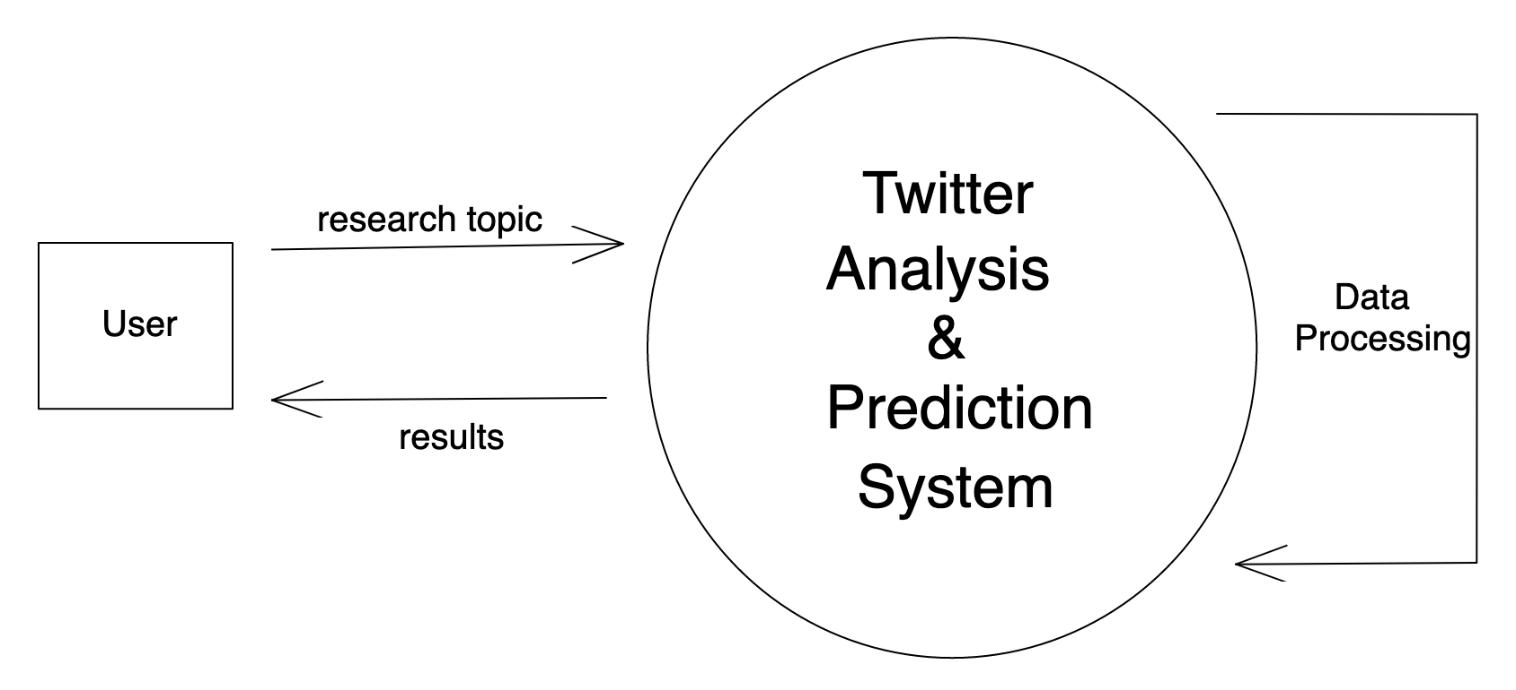 User
research topic
results
Twitter
Analysis
&
Prediction
System
Data
Processing